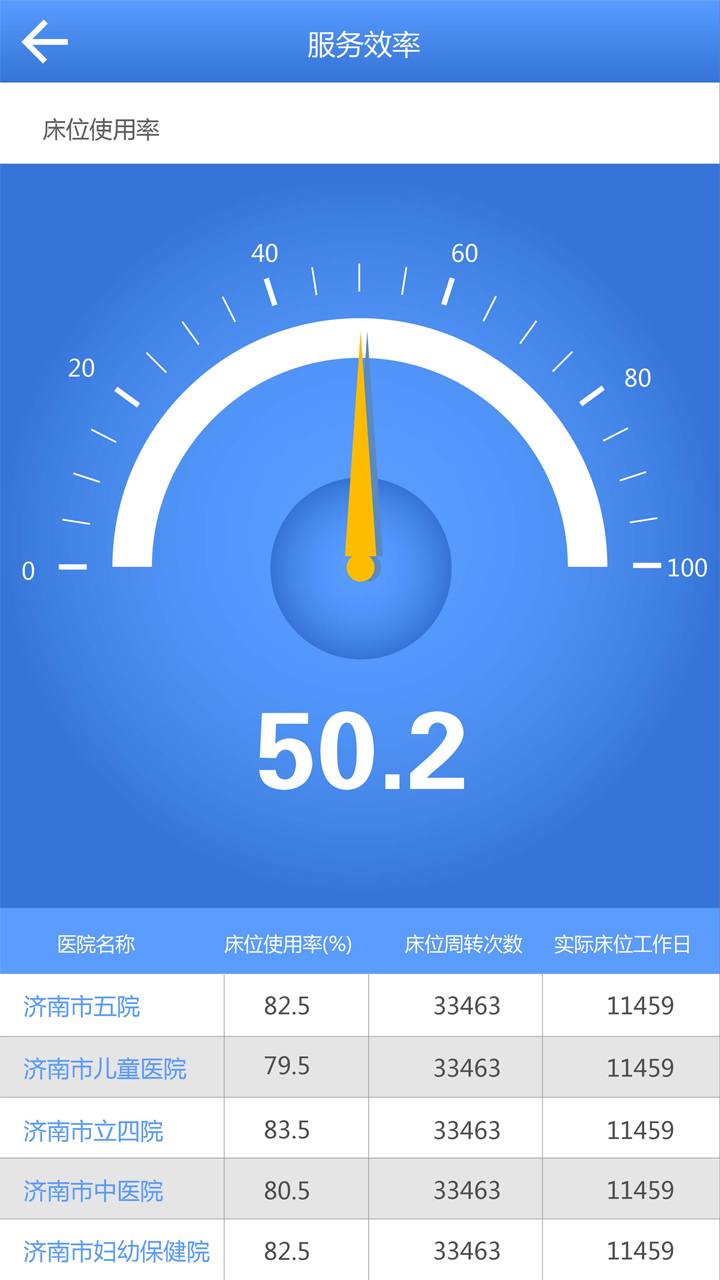 服务效率
床位使用率
40 60
20 80
0 100
50.2
医院名称 床位使用率(%) 床位周转次数 实际床位工作日
济南市五院 82.5 33463 11459
济南市儿童医院 79.5 33463 11459
济南市立四院 83.5 33463 11459
济南市中医院 80.5 33463 11459
济南市妇幼保健院 82.5 33463 11459